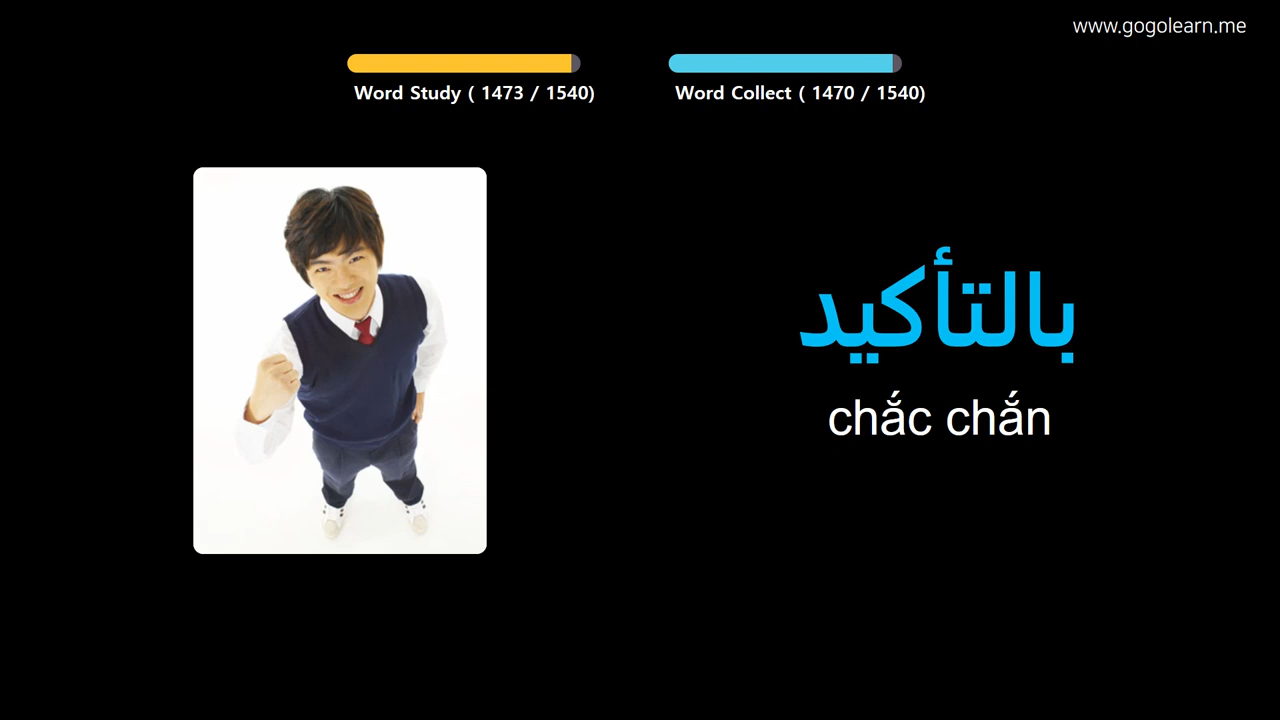 www.gogolearn.me
Word Study ( 1473 / 1540)
Word Collect ( 1470 / 1540)
بالتأكيد
chắc chắn